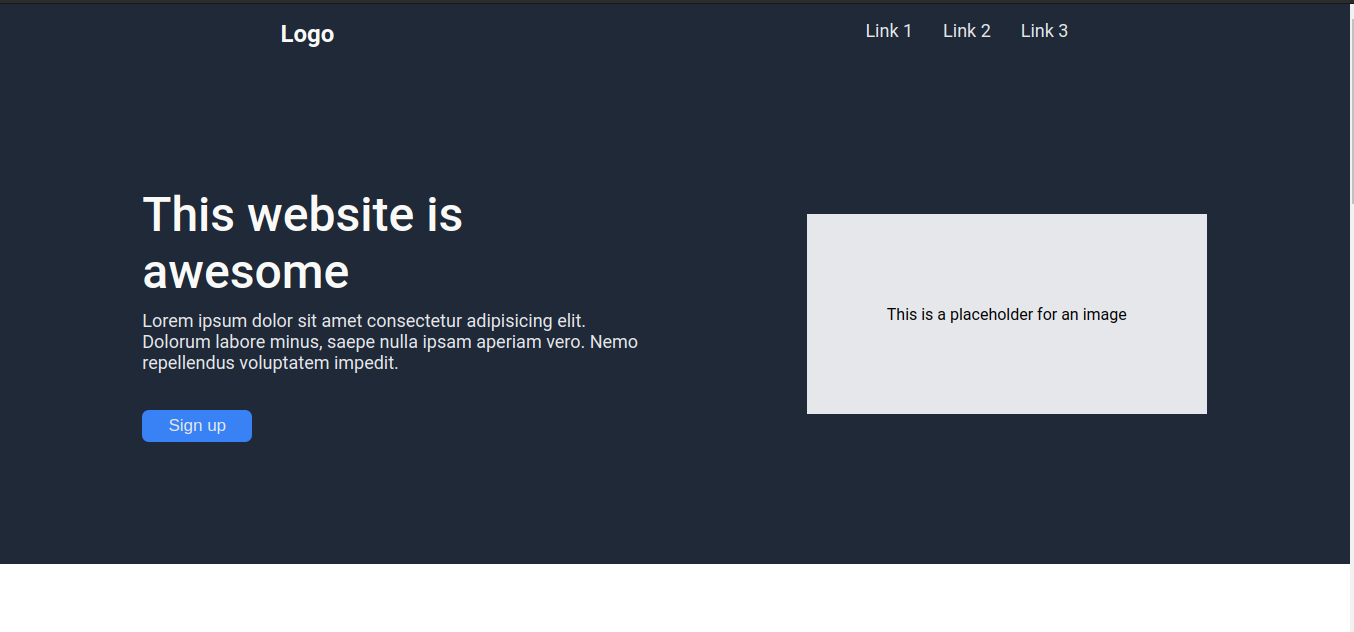 Logo
Link 1 Link 2 Link 3
This website is
awesome
Lorem ipsum dolor sit amet consectetur adipisicing elit.
Dolorum labore minus, saepe nulla ipsam aperiam vero. Nemo
repellendus voluptatem impedit.
Sign up
This is a placeholder for an image